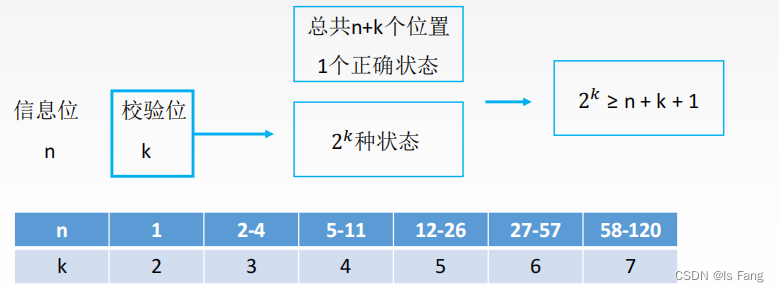 总共n+k个位置
1个正确状态
信息位
n
校验位
k
2^k种状态
2^k ≥ n + k + 1
n 1 2-4 5-11 12-26 27-57 58-120
k 2 3 4 5 6 7
CSDN @ls Fang